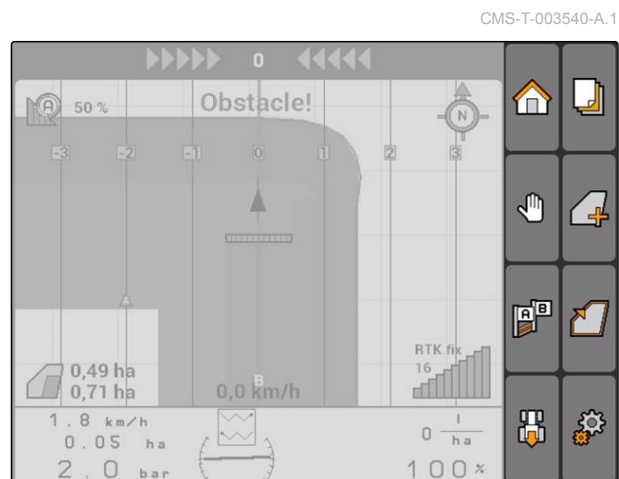 CMS-T-003540-A.1
0
A 50 % Obstacle! N
-3 -2 -1 0 1 2 3
A B
A
RTK fix
16
0,49 ha
0,71 ha B 0,0 km/h
1.8 km/h
0.05 ha 0 l/ha
2.0 bar 100 %